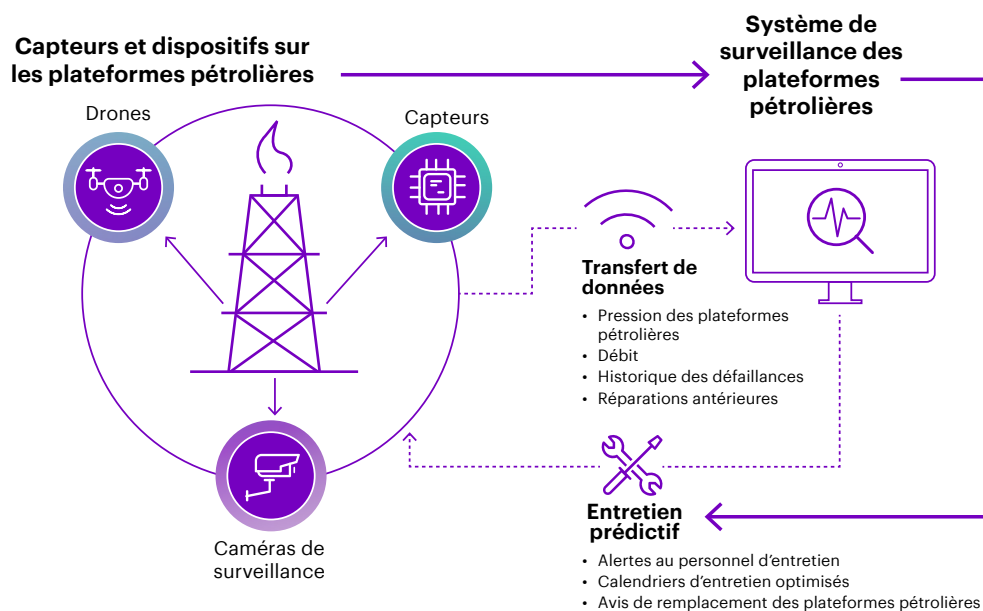 Capteurs et dispositifs sur
les plateformes pétrolières
Système de
surveillance des
plateformes
pétrolières
Drones
Capteurs
Caméras de
surveillance
Transfert de
données
• Pression des plateformes
pétrolières
• Débit
• Historique des défaillances
• Réparations antérieures
Entretien
prédictif
• Alertes au personnel d’entretien
• Calendriers d’entretien optimisés
• Avis de remplacement des plateformes pétrolières